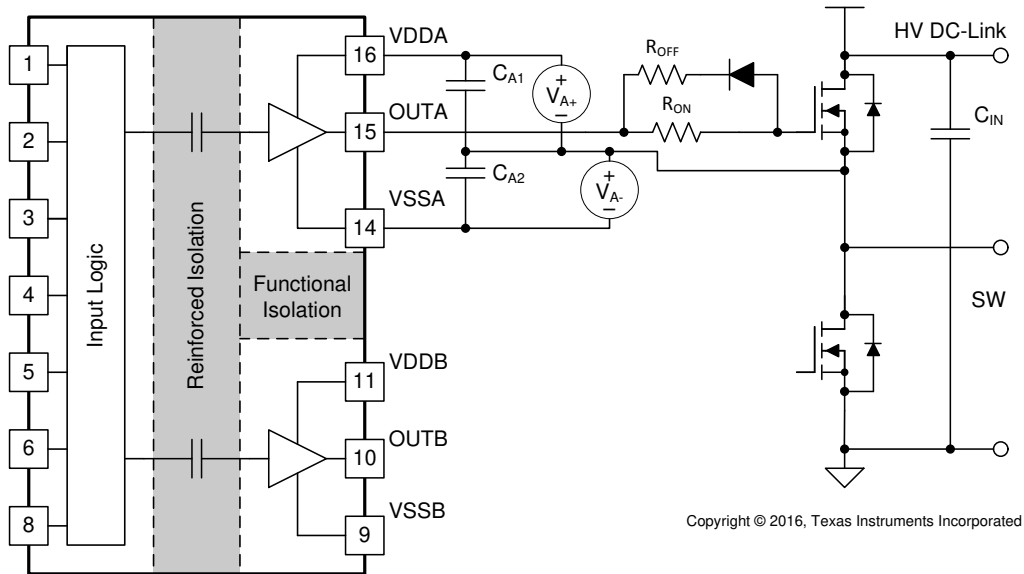 1
2
3
4
5
6
8
Input Logic
Reinforced Isolation
Functional
Isolation
VDDA
16
OUTA
15
VSSA
14
VDDB
11
OUTB
10
VSSB
9
CA1
CA2
+
VA+
−
+
VA-
−
ROFF
RON
HV DC-Link
CIN
SW
Copyright © 2016, Texas Instruments Incorporated